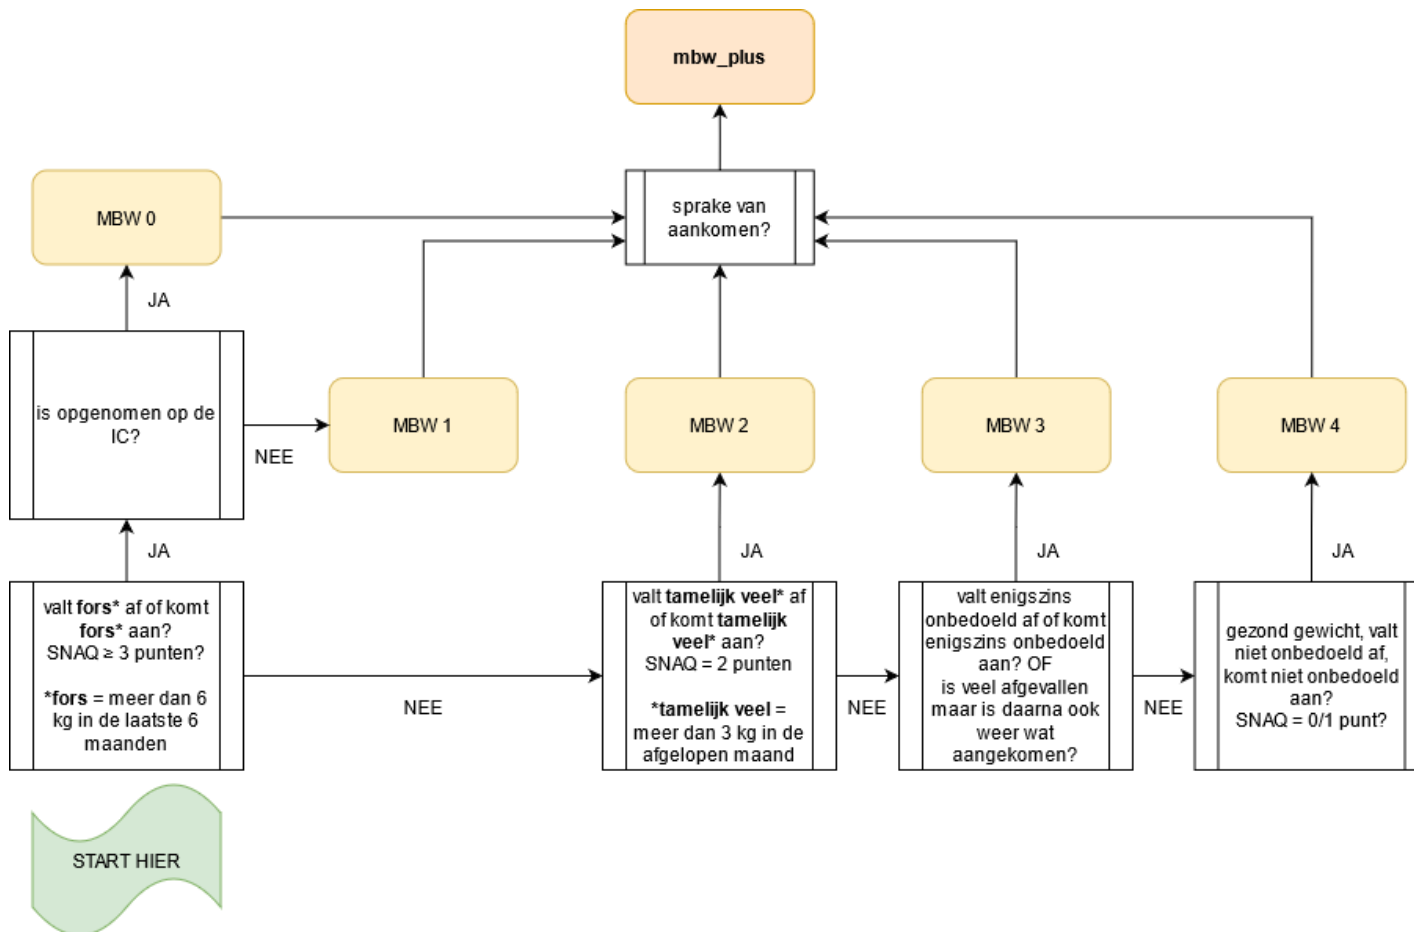 mbw_plus
sprake van
aankomen?
MBW 0
JA
is opgenomen op de
IC?
NEE
MBW 1
MBW 2
MBW 3
MBW 4
JA
JA
JA
JA
valt fors* af of komt
fors* aan?
SNAQ ≥ 3 punten?
*fors = meer dan 6
kg in de laatste 6
maanden
NEE
valt tamelijk veel* af
of komt tamelijk
veel* aan?
SNAQ = 2 punten
*tamelijk veel =
meer dan 3 kg in de
afgelopen maand
NEE
valt enigszins
onbedoeld af of komt
enigszins onbedoeld
aan? OF
is veel afgevallen
maar is daarna ook
weer wat
aangekomen?
NEE
gezond gewicht, valt
niet onbedoeld af,
komt niet onbedoeld
aan?
SNAQ = 0/1 punt?
START HIER